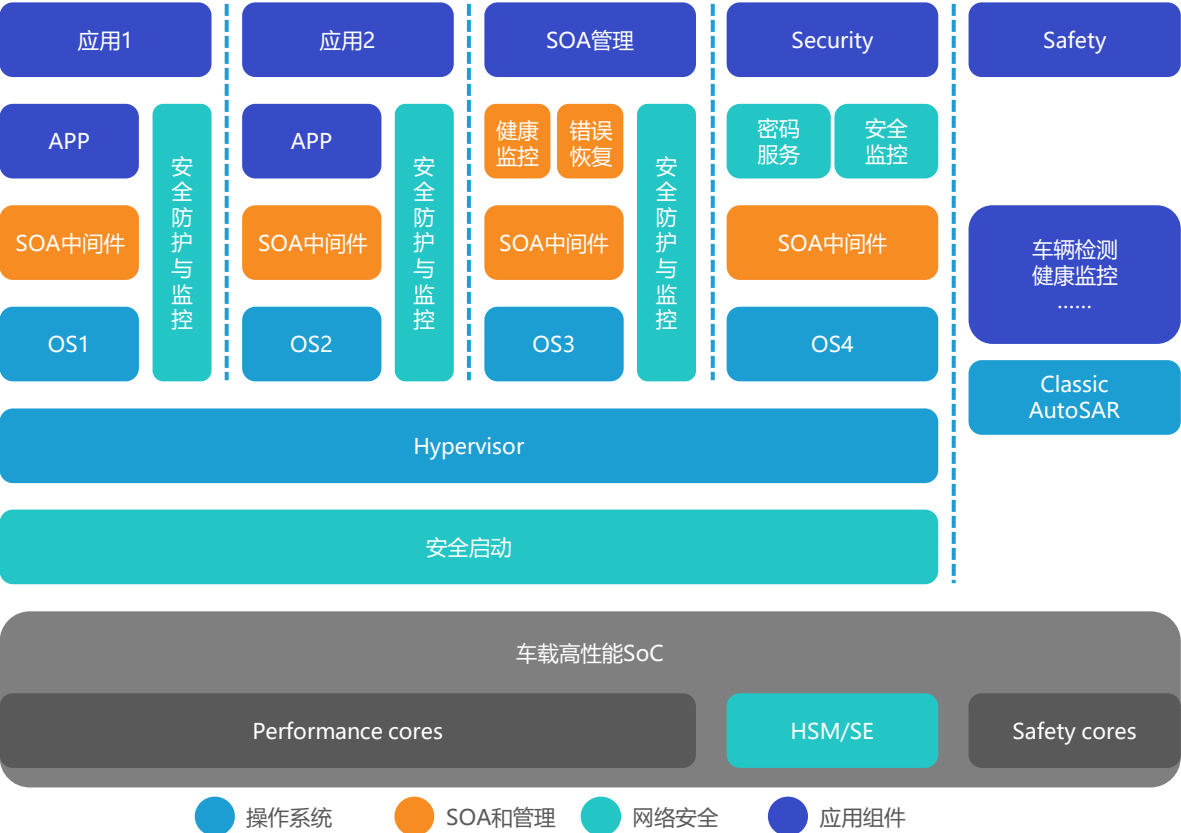 应用1
应用2
SOA管理
Security
Safety
APP
安全防护与监控
APP
安全防护与监控
健康
监控
错误
恢复
安全防护与监控
密码
服务
安全
监控
SOA中间件
SOA中间件
SOA中间件
SOA中间件
车辆检测
健康监控
……
OS1
OS2
OS3
OS4
Classic
AutoSAR
Hypervisor
安全启动
车载高性能SoC
Performance cores
HSM/SE
Safety cores
操作系统
SOA和管理
网络安全
应用组件